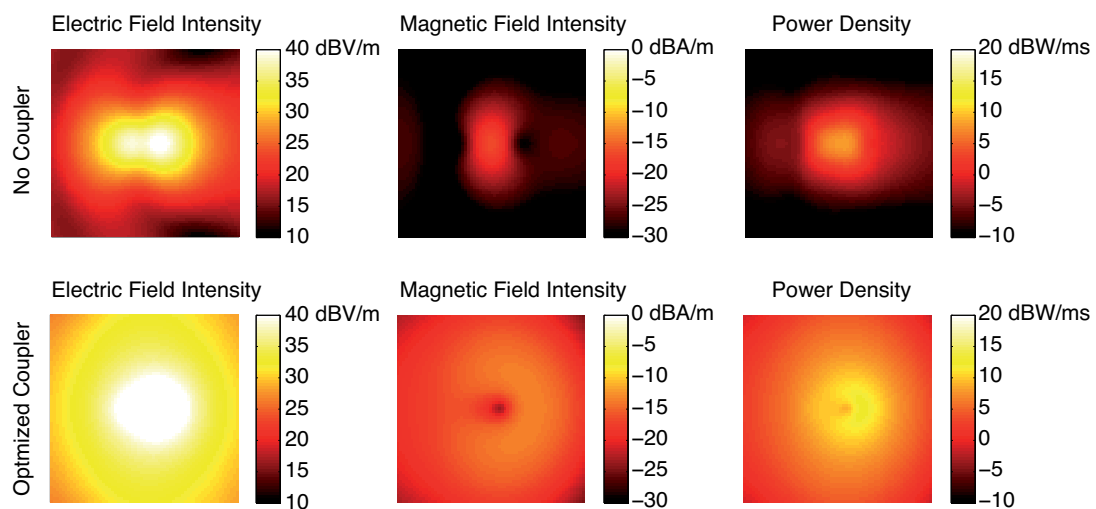 Electric Field Intensity
Magnetic Field Intensity
Power Density
No Coupler
40 dBV/m
35
30
25
20
15
10
0 dBA/m
−5
−10
−15
−20
−25
−30
20 dBW/ms
15
10
5
0
−5
−10
Electric Field Intensity
Magnetic Field Intensity
Power Density
Optmized Coupler
40 dBV/m
35
30
25
20
15
10
0 dBA/m
−5
−10
−15
−20
−25
−30
20 dBW/ms
15
10
5
0
−5
−10